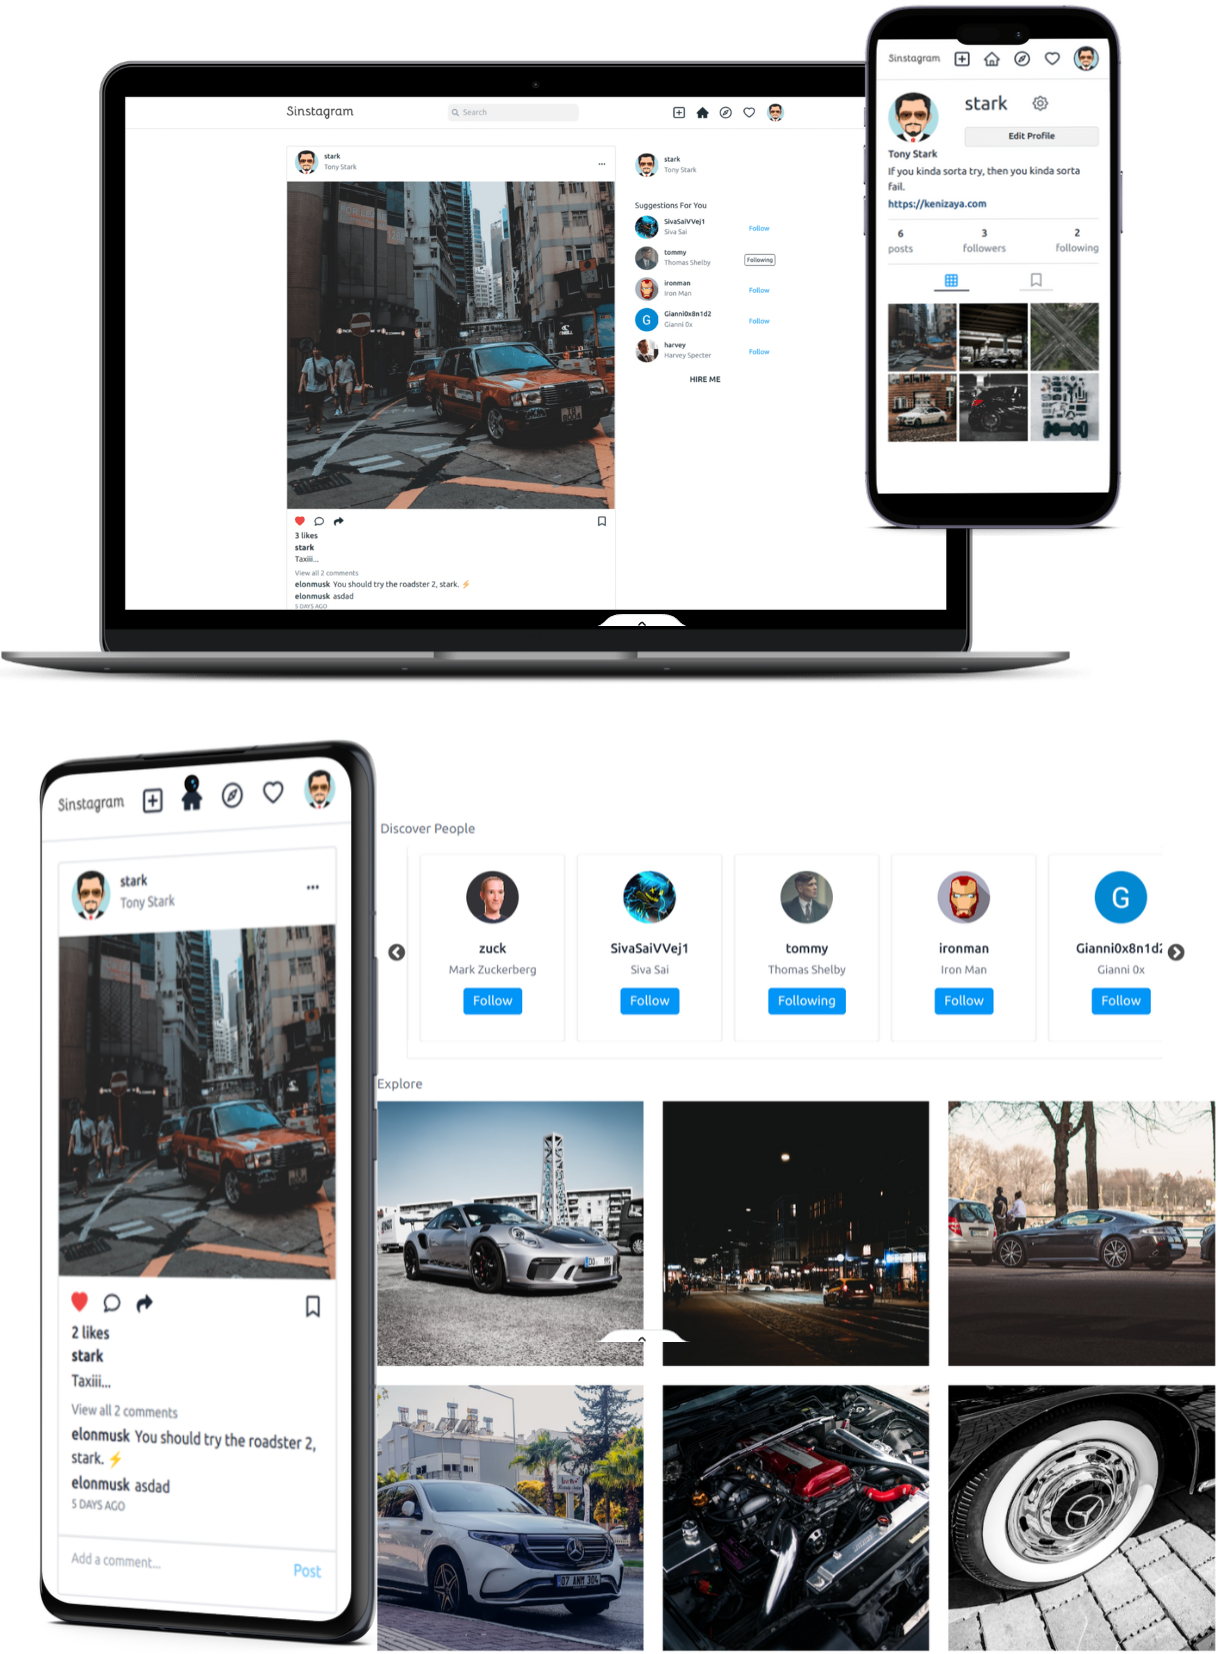 Sinstagram
Search
stark
Tony Stark
3 likes
stark
Taxiii...
View all 2 comments
elonmusk You should try the roadster 2, stark. ⚡
elonmusk asdad
5 DAYS AGO
stark
Tony Stark
Suggestions For You
SivaSaiVVej1
Siva Sai
Follow
tommy
Thomas Shelby
Following
ironman
Iron Man
Follow
G
Gianni0x8n1d2
Gianni 0x
Follow
harvey
Harvey Specter
Follow
HIRE ME
Sinstagram
stark
Edit Profile
Tony Stark
If you kinda sorta try, then you kinda sorta
fail.
https://kenizaya.com
6 3 2
posts followers following
Sinstagram
stark
Tony Stark
2 likes
stark
Taxiii...
View all 2 comments
elonmusk You should try the roadster 2,
stark. ⚡
elonmusk asdad
5 DAYS AGO
Add a comment...
Post
Discover People
zuck
Mark Zuckerberg
Follow
SivaSaiVVej1
Siva Sai
Follow
tommy
Thomas Shelby
Following
ironman
Iron Man
Follow
G
Gianni0x8n1d2
Gianni 0x
Follow
Explore
07 ANM 304